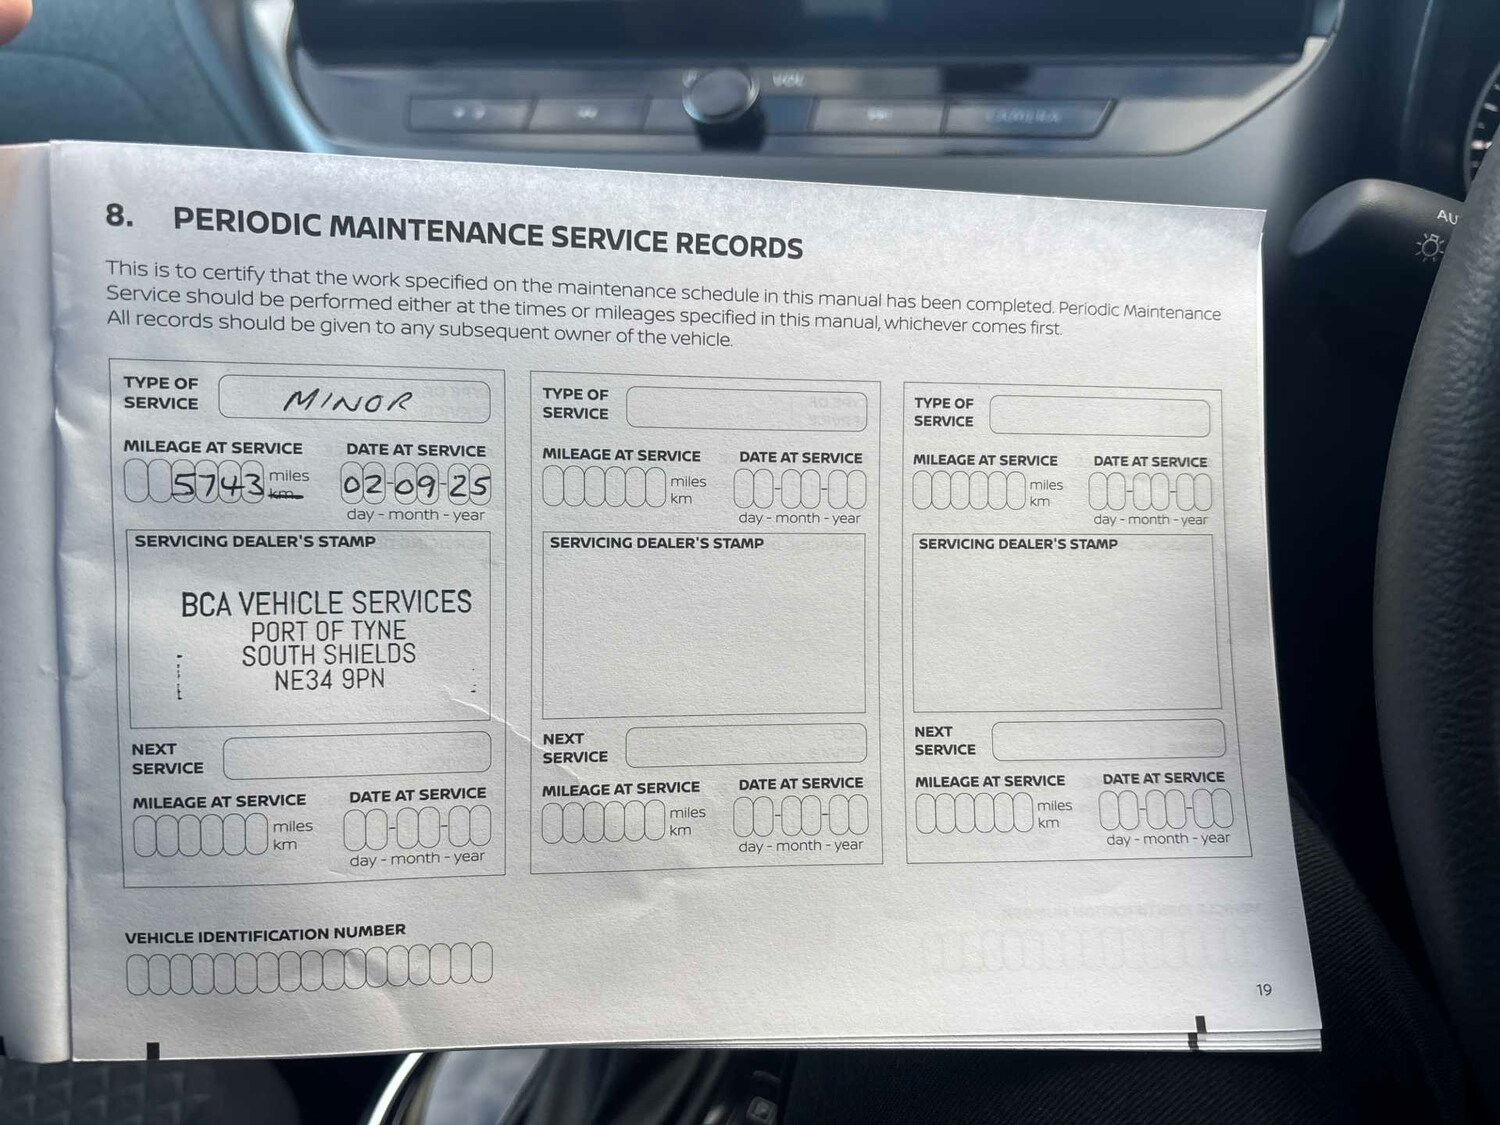 VOL
CAMERA
AU
8. PERIODIC MAINTENANCE SERVICE RECORDS
This is to certify that the work specified on the maintenance schedule in this manual has been completed. Periodic Maintenance
Service should be performed either at the times or mileages specified in this manual, whichever comes first.
All records should be given to any subsequent owner of the vehicle.
TYPE OF
SERVICE
MINOR
MILEAGE AT SERVICE
DATE AT SERVICE
5743 miles
km
02-09-25
day - month - year
SERVICING DEALER'S STAMP
BCA VEHICLE SERVICES
PORT OF TYNE
SOUTH SHIELDS
NE34 9PN
NEXT
SERVICE
MILEAGE AT SERVICE
DATE AT SERVICE
miles
km
day - month - year
TYPE OF
SERVICE
MILEAGE AT SERVICE
DATE AT SERVICE
miles
km
day - month - year
SERVICING DEALER'S STAMP
NEXT
SERVICE
MILEAGE AT SERVICE
DATE AT SERVICE
miles
km
day - month - year
TYPE OF
SERVICE
MILEAGE AT SERVICE
DATE AT SERVICE
miles
km
day - month - year
SERVICING DEALER'S STAMP
NEXT
SERVICE
MILEAGE AT SERVICE
DATE AT SERVICE
miles
km
day - month - year
VEHICLE IDENTIFICATION NUMBER
19